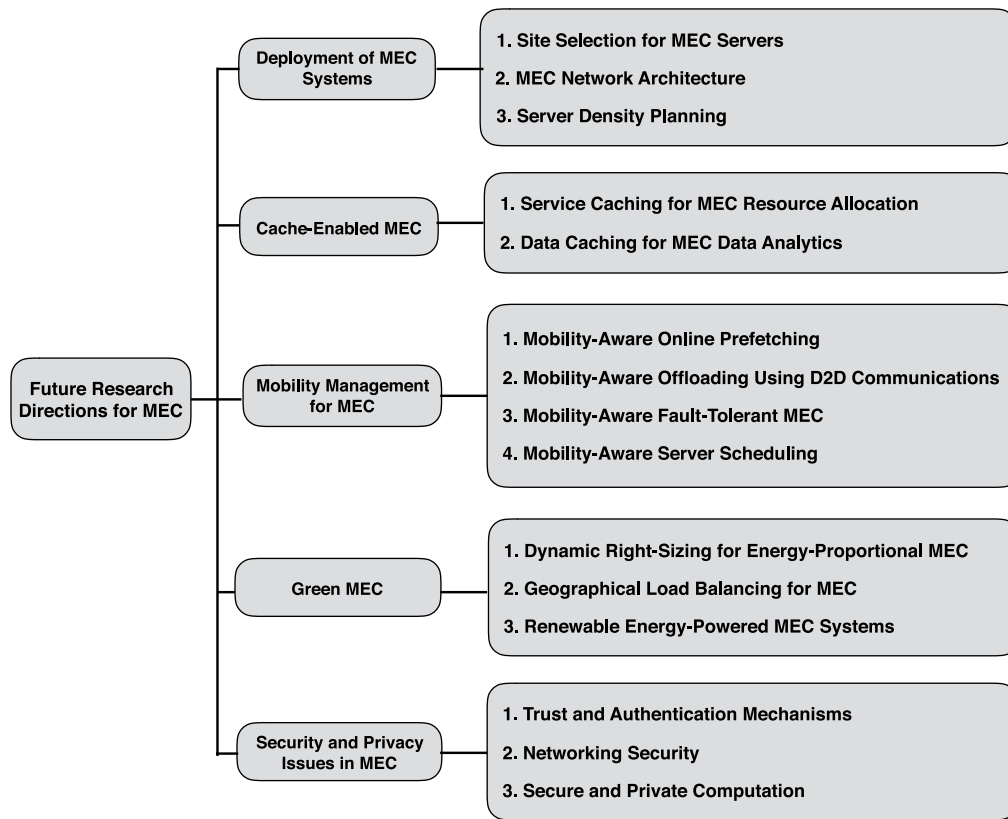 Deployment of MEC
Systems
1. Site Selection for MEC Servers
2. MEC Network Architecture
3. Server Density Planning
Cache-Enabled MEC
1. Service Caching for MEC Resource Allocation
2. Data Caching for MEC Data Analytics
Future Research
Directions for MEC
Mobility Management
for MEC
1. Mobility-Aware Online Prefetching
2. Mobility-Aware Offloading Using D2D Communications
3. Mobility-Aware Fault-Tolerant MEC
4. Mobility-Aware Server Scheduling
Green MEC
1. Dynamic Right-Sizing for Energy-Proportional MEC
2. Geographical Load Balancing for MEC
3. Renewable Energy-Powered MEC Systems
Security and Privacy
Issues in MEC
1. Trust and Authentication Mechanisms
2. Networking Security
3. Secure and Private Computation